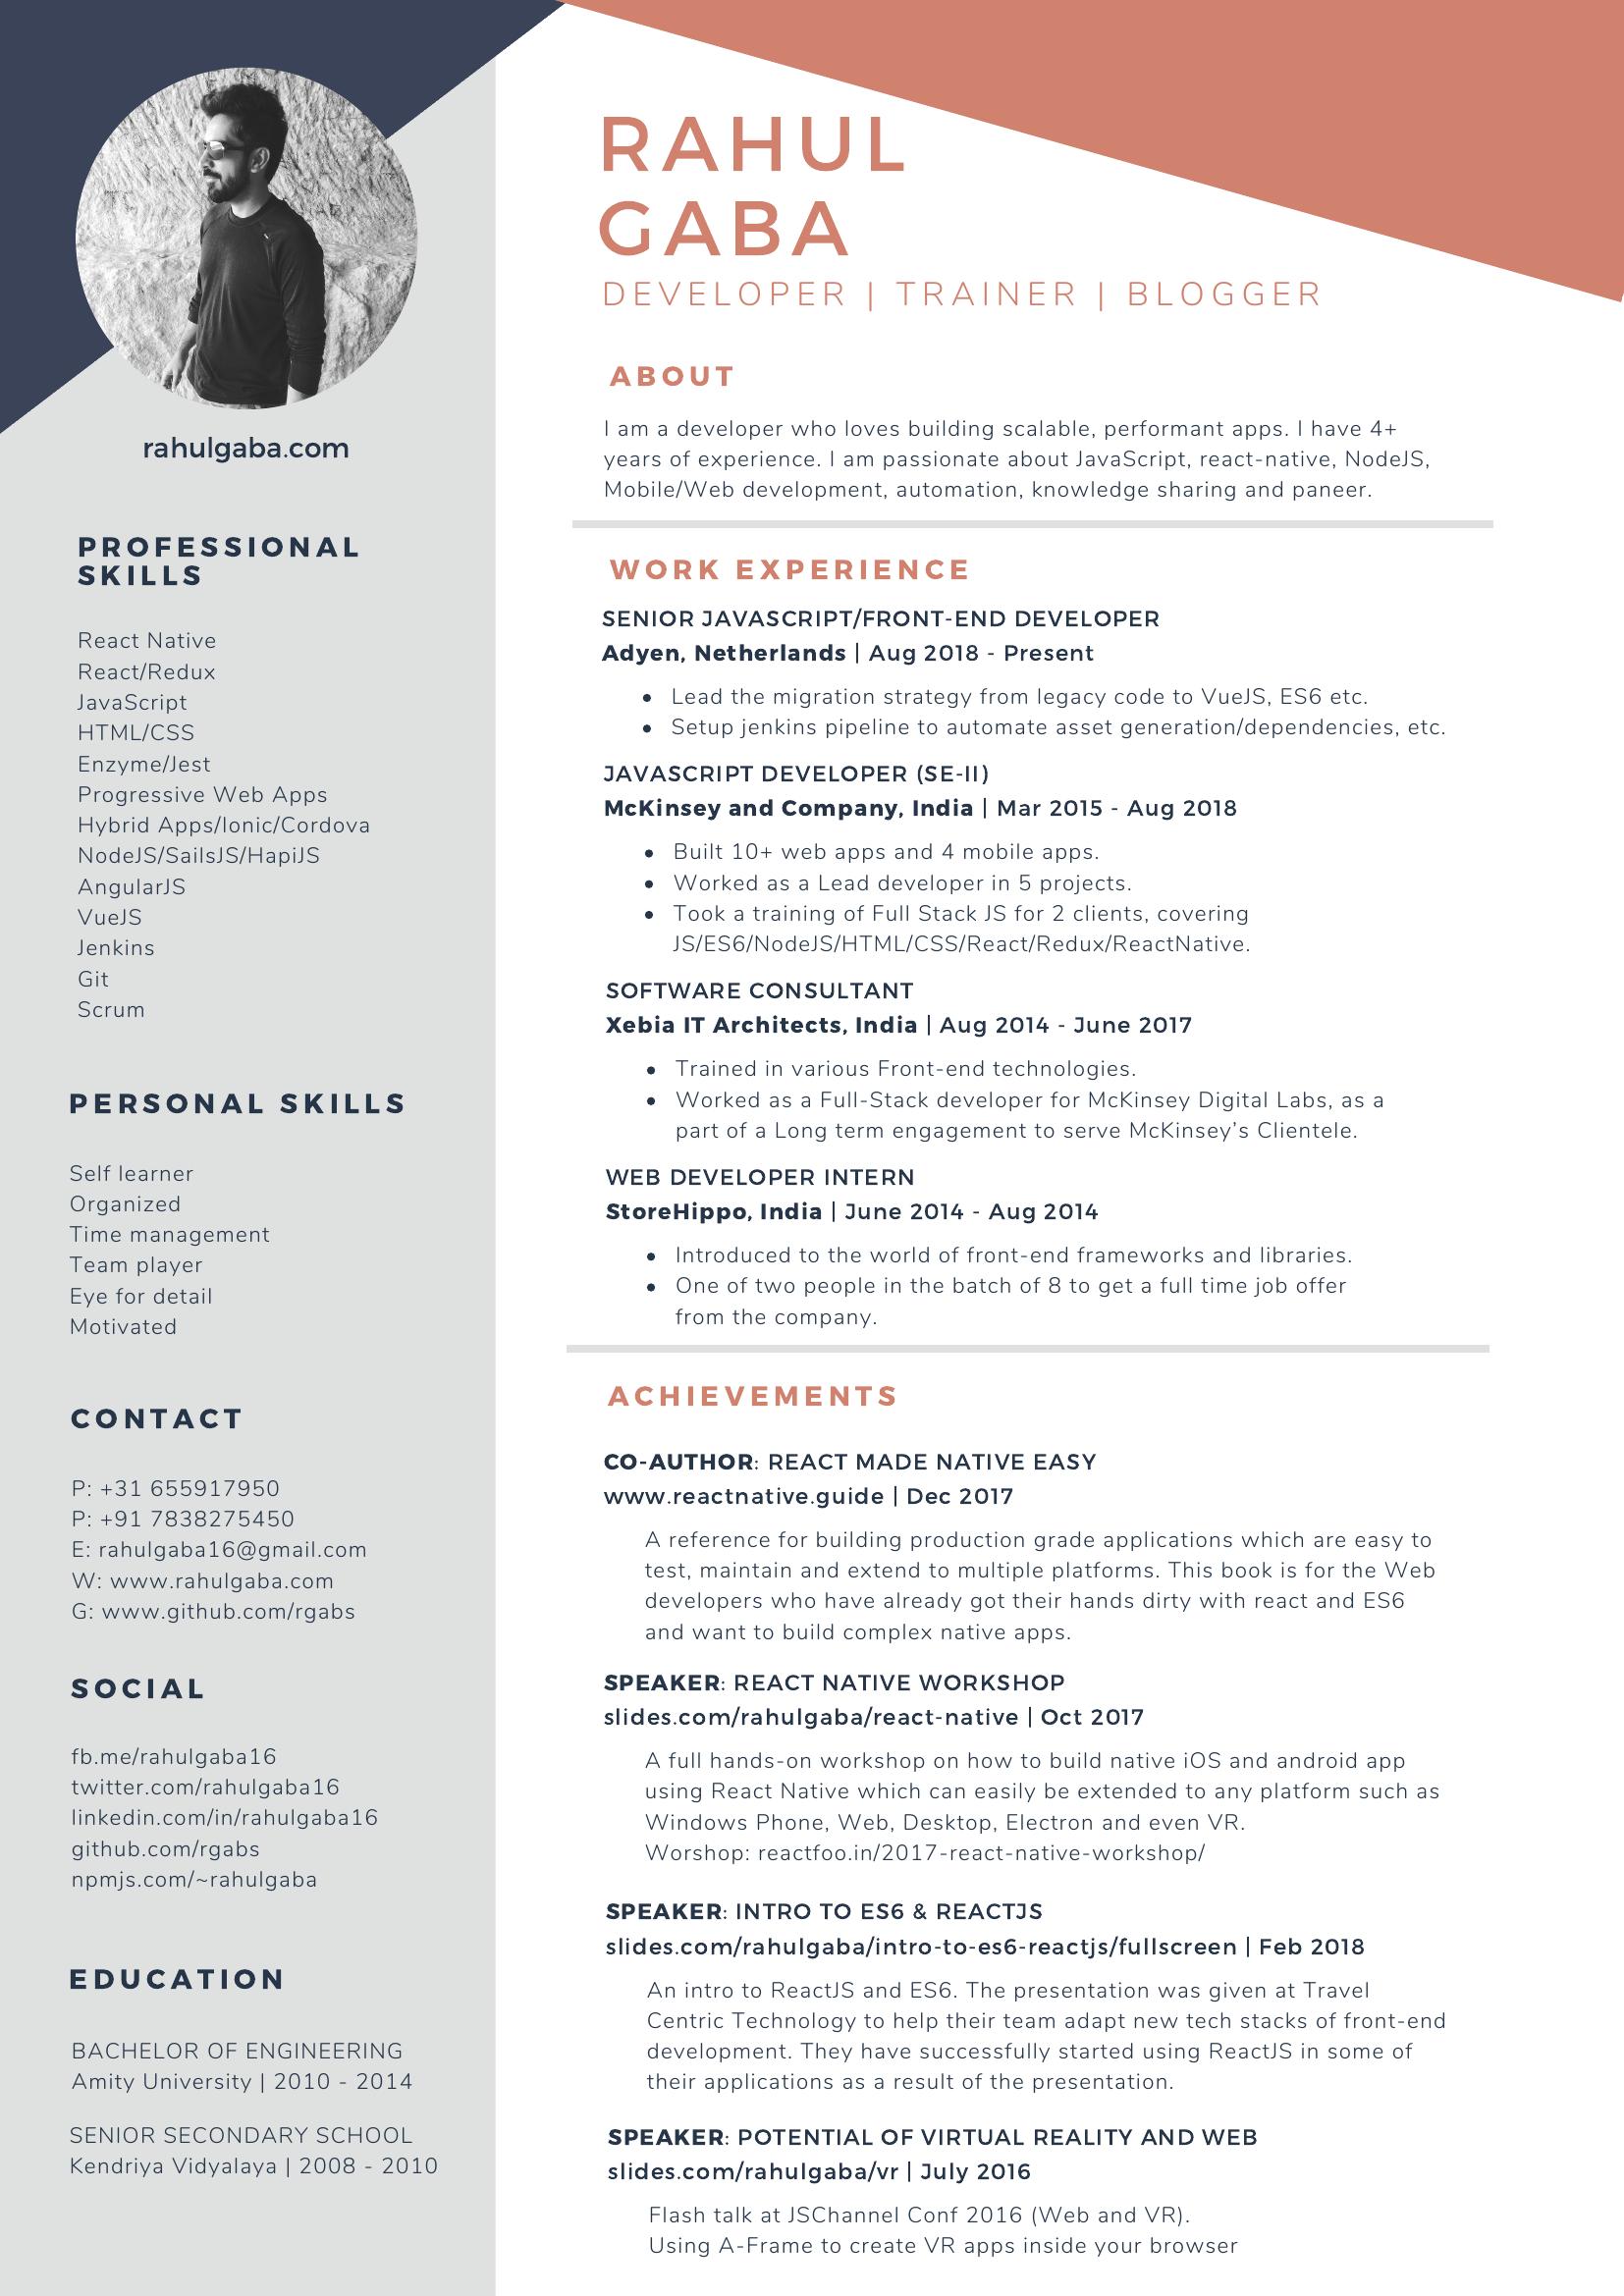 rahulgaba.com
PROFESSIONAL
SKILLS
React Native
React/Redux
JavaScript
HTML/CSS
Enzyme/Jest
Progressive Web Apps
Hybrid Apps/Ionic/Cordova
NodeJS/SailsJS/HapiJS
AngularJS
VueJS
Jenkins
Git
Scrum
PERSONAL SKILLS
Self learner
Organized
Time management
Team player
Eye for detail
Motivated
CONTACT
P: +31 655917950
P: +91 7838275450
E: rahulgaba16@gmail.com
W: www.rahulgaba.com
G: www.github.com/rgabs
SOCIAL
fb.me/rahulgaba16
twitter.com/rahulgaba16
linkedin.com/in/rahulgaba16
github.com/rgabs
npmjs.com/~rahulgaba
EDUCATION
BACHELOR OF ENGINEERING
Amity University | 2010 - 2014
SENIOR SECONDARY SCHOOL
Kendriya Vidyalaya | 2008 - 2010
RAHUL
GABA
DEVELOPER | TRAINER | BLOGGER
ABOUT
I am a developer who loves building scalable, performant apps. I have 4+
years of experience. I am passionate about JavaScript, react-native, NodeJS,
Mobile/Web development, automation, knowledge sharing and paneer.
WORK EXPERIENCE
SENIOR JAVASCRIPT/FRONT-END DEVELOPER
Adyen, Netherlands | Aug 2018 - Present
• Lead the migration strategy from legacy code to VueJS, ES6 etc.
• Setup jenkins pipeline to automate asset generation/dependencies, etc.
JAVASCRIPT DEVELOPER (SE-II)
McKinsey and Company, India | Mar 2015 - Aug 2018
• Built 10+ web apps and 4 mobile apps.
• Worked as a Lead developer in 5 projects.
• Took a training of Full Stack JS for 2 clients, covering
JS/ES6/NodeJS/HTML/CSS/React/Redux/ReactNative.
SOFTWARE CONSULTANT
Xebia IT Architects, India | Aug 2014 - June 2017
• Trained in various Front-end technologies.
• Worked as a Full-Stack developer for McKinsey Digital Labs, as a
part of a Long term engagement to serve McKinsey’s Clientele.
WEB DEVELOPER INTERN
StoreHippo, India | June 2014 - Aug 2014
• Introduced to the world of front-end frameworks and libraries.
• One of two people in the batch of 8 to get a full time job offer
from the company.
ACHIEVEMENTS
CO-AUTHOR: REACT MADE NATIVE EASY
www.reactnative.guide | Dec 2017
A reference for building production grade applications which are easy to
test, maintain and extend to multiple platforms. This book is for the Web
developers who have already got their hands dirty with react and ES6
and want to build complex native apps.
SPEAKER: REACT NATIVE WORKSHOP
slides.com/rahulgaba/react-native | Oct 2017
A full hands-on workshop on how to build native iOS and android app
using React Native which can easily be extended to any platform such as
Windows Phone, Web, Desktop, Electron and even VR.
Worshop: reactfoo.in/2017-react-native-workshop/
SPEAKER: INTRO TO ES6 & REACTJS
slides.com/rahulgaba/intro-to-es6-reactjs/fullscreen | Feb 2018
An intro to ReactJS and ES6. The presentation was given at Travel
Centric Technology to help their team adapt new tech stacks of front-end
development. They have successfully started using ReactJS in some of
their applications as a result of the presentation.
SPEAKER: POTENTIAL OF VIRTUAL REALITY AND WEB
slides.com/rahulgaba/vr | July 2016
Flash talk at JSChannel Conf 2016 (Web and VR).
Using A-Frame to create VR apps inside your browser